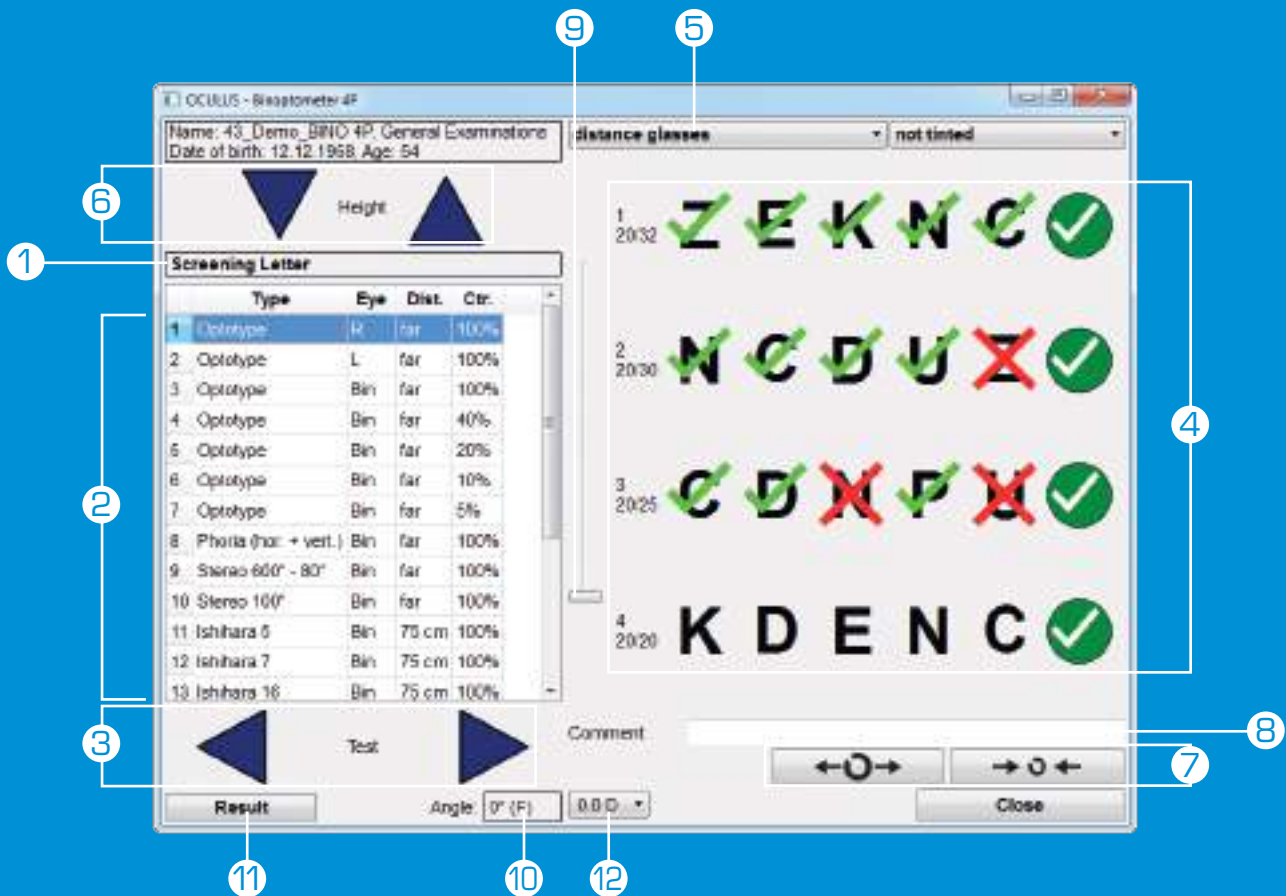 9
5
OCULUS - Binoptometer 4P
Name: 43_Demo_BINO 4P, General Examinations
Date of birth: 12.12.1968, Age: 54
distance glasses
not tinted
6
Height
1
Screening Letter
Type Eye Dist. Ctr.
1 Optotype R far 100%
2 Optotype L far 100%
3 Optotype Bin far 100%
4 Optotype Bin far 40%
5 Optotype Bin far 20%
6 Optotype Bin far 10%
7 Optotype Bin far 5%
8 Phoria (hor. + vert.) Bin far 100%
9 Stereo 600" - 80" Bin far 100%
10 Stereo 100" Bin far 100%
11 Ishihara 5 Bin 75 cm 100%
12 Ishihara 7 Bin 75 cm 100%
13 Ishihara 16 Bin 75 cm 100%
2
3
Test
Result
Angle: 0° (F)
0.0 D
1
20/32 Z E K N C
2
20/30 N C D U Z
3
20/25 C D N P U
4
20/20 K D E N C
4
Comment
8
7
Close
11
10
12